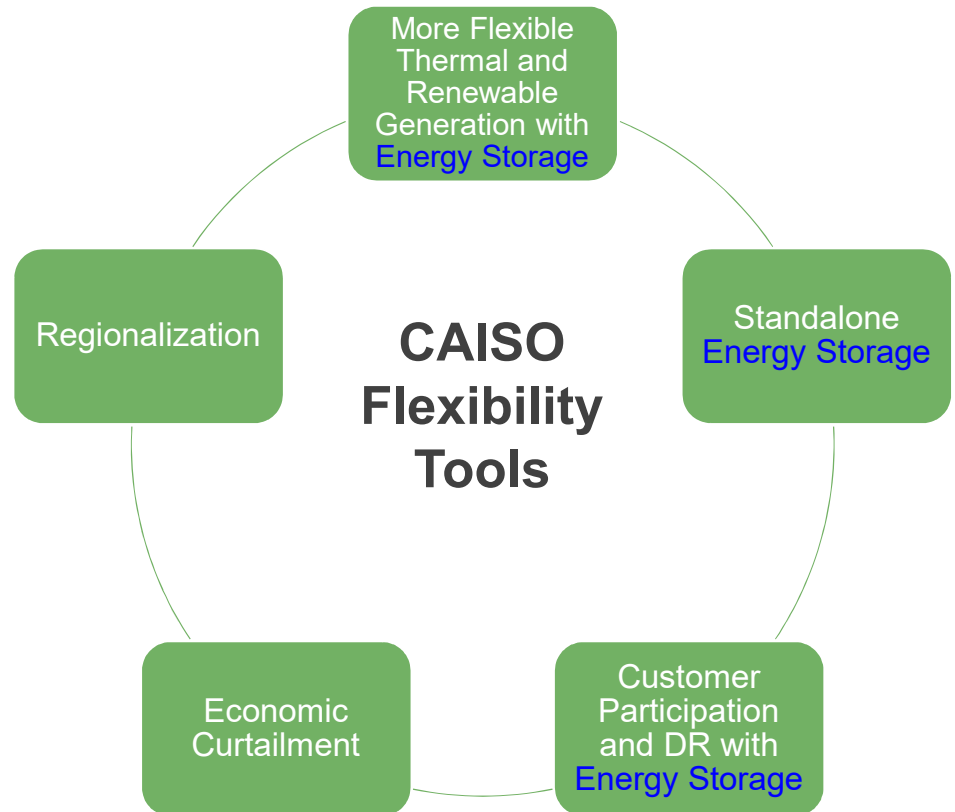 More Flexible
Thermal and
Renewable
Generation with
Energy Storage
Regionalization
CAISO
Flexibility
Tools
Standalone
Energy Storage
Economic
Curtailment
Customer
Participation
and DR with
Energy Storage